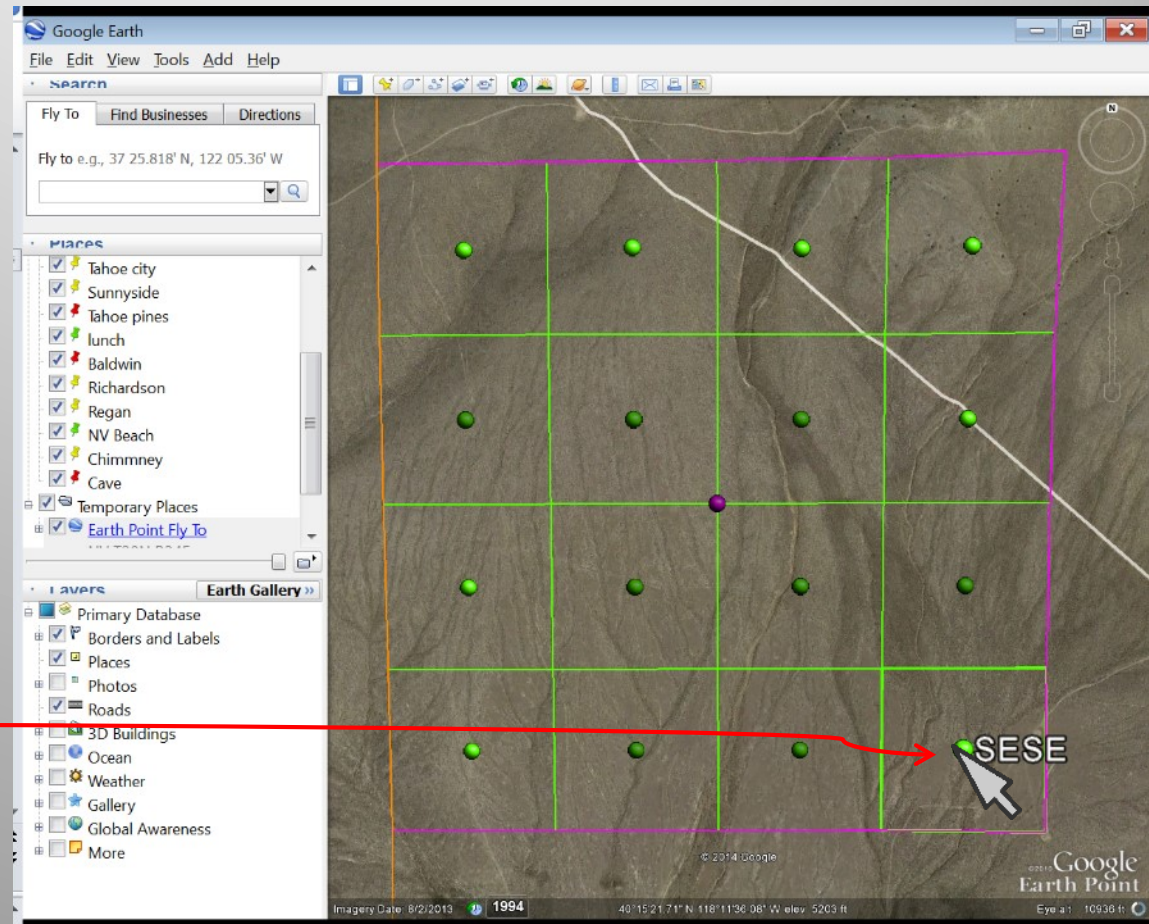 Google Earth
File Edit View Tools Add Help
Search
Fly To Find Businesses Directions
Fly to e.g., 37 25.818' N, 122 05.36' W
Places
Tahoe city
Sunnyside
Tahoe pines
lunch
Baldwin
Richardson
Regan
NV Beach
Chimmney
Cave
Temporary Places
Earth Point Fly To
Layers Earth Gallery »
Primary Database
Borders and Labels
Places
Photos
Roads
3D Buildings
Ocean
Weather
Gallery
Global Awareness
More
N
SESE
© 2014 Google
Google
Earth Point
Imagery Date: 8/2/2013 1994 40°15'21.71" N 118°11'36.08" W elev 5203 ft Eye alt 10936 ft